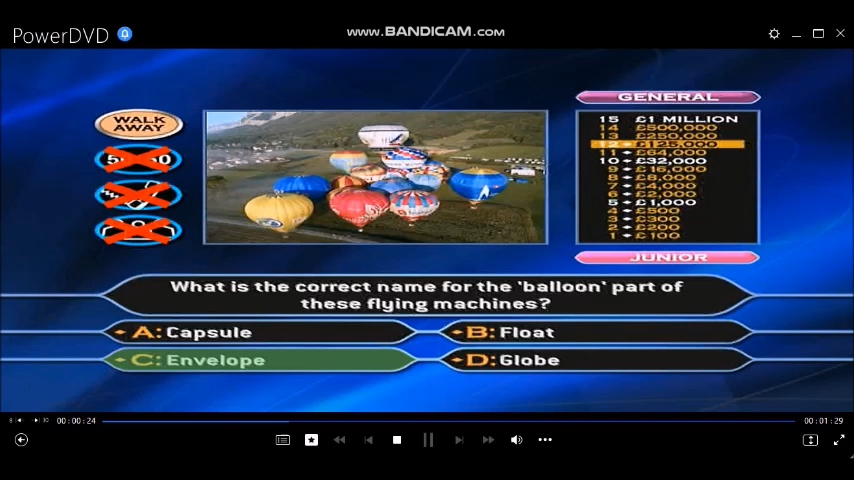 PowerDVD
www.BANDICAM.com
GENERAL
WALK
AWAY
15 £1 MILLION
14 £500,000
13 £250,000
12 £125,000
11 £64,000
10 £32,000
9 £16,000
8 £8,000
7 £4,000
6 £2,000
5 £1,000
4 £500
3 £300
2 £200
1 £100
JUNIOR
What is the correct name for the 'balloon' part of
these flying machines?
A: Capsule
B: Float
C: Envelope
D: Globe
00:00:24
00:01:29